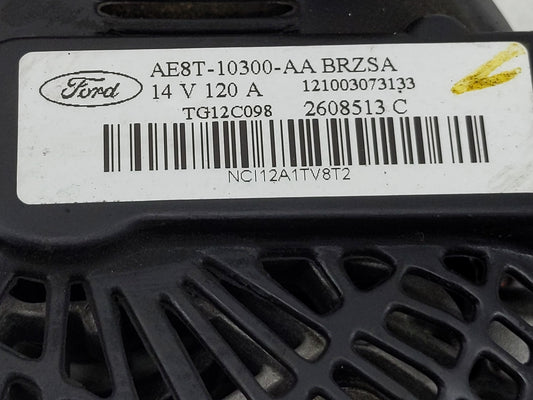 Ford
AE8T-10300-AA BRZSA
14 V 120 A 121003073133
TG12C098 2608513 C
NCI12A1TV8T2